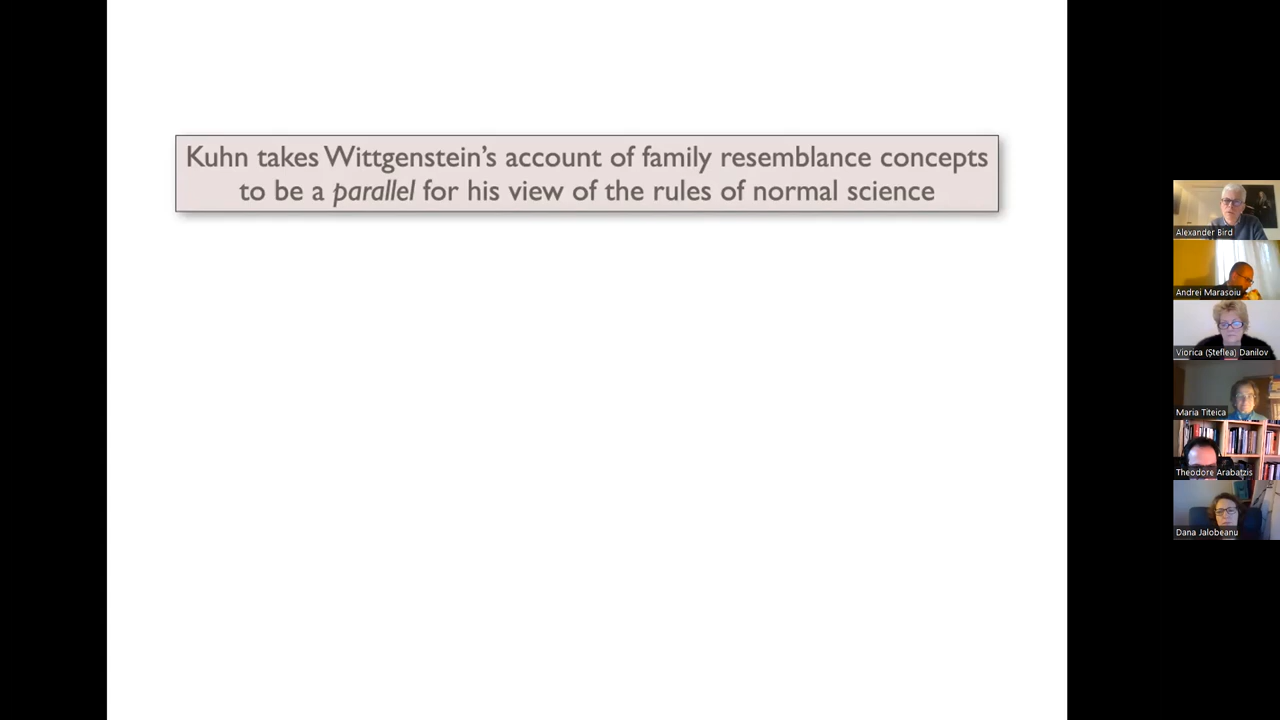 Kuhn takes Wittgenstein's account of family resemblance concepts
to be a parallel for his view of the rules of normal science
Alexander Bird
Andrei Marasoiu
Viorica (Șteflea) Danilov
Maria Titeica
Theodore Arabatzis
Dana Jalobeanu